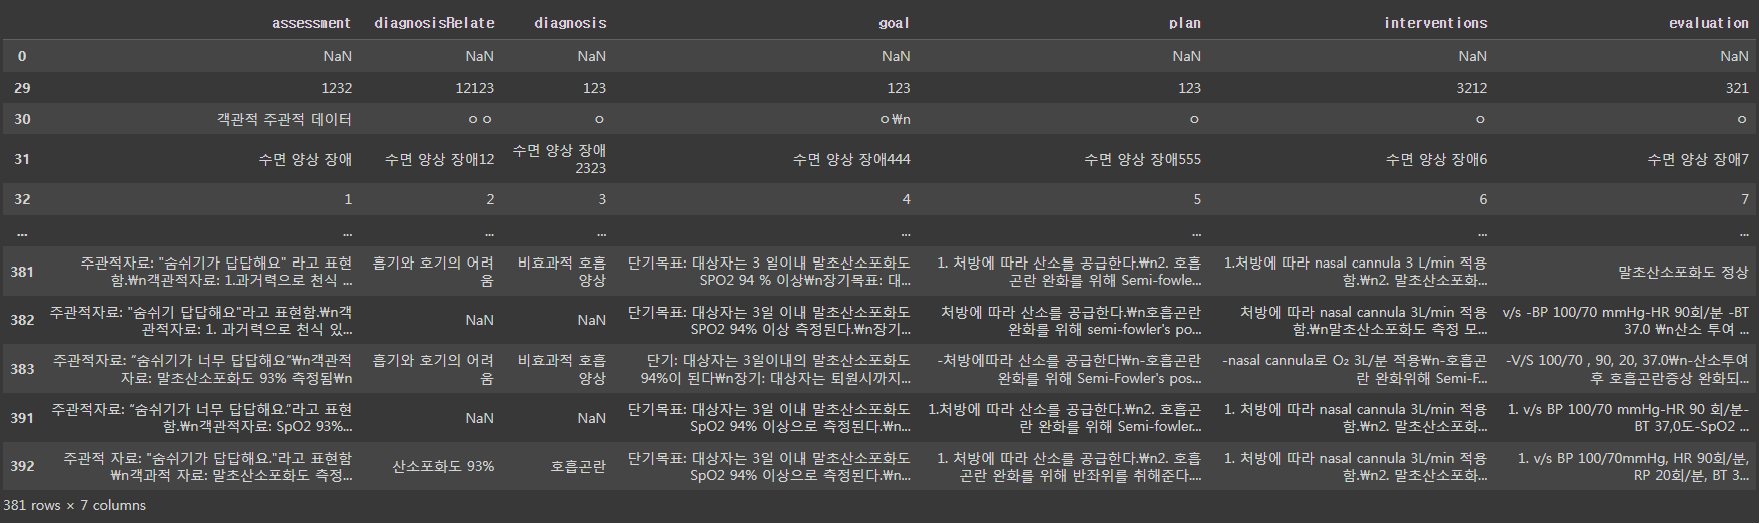 assessment diagnosisRelate diagnosis goal plan interventions evaluation
0 NaN NaN NaN NaN NaN NaN NaN
29 1232 12123 123 123 123 3212 321
30 객관적 주관적 데이터 ㅇㅇ ㅇ ㅇ\n ㅇ ㅇ ㅇ
31 수면 양상 장애 수면 양상 장애12 수면 양상 장애
2323 수면 양상 장애444 수면 양상 장애555 수면 양상 장애6 수면 양상 장애7
32 1 2 3 4 5 6 7
... ... ... ... ... ... ... ...
381 주관적자료: "숨쉬기가 답답해요" 라고 표현
함.\n객관적자료: 1.과거력으로 천식 ... 흡기와 호기의 어려
움 비효과적 호흡
양상 단기목표: 대상자는 3 일이내 말초산소포화도
SPO2 94 % 이상\n장기목표: 대... 1. 처방에 따라 산소를 공급한다.\n2. 호흡
곤란 완화를 위해 Semi-fowle... 1.처방에 따라 nasal cannula 3 L/min 적용
함.\n2. 말초산소포화... 말초산소포화도 정상
382 주관적자료: "숨쉬기 답답해요"라고 표현함.\n객
관적자료: 1. 과거력으로 천식 있... NaN NaN 단기목표: 대상자는 3일 이내 말초산소포화도
SPO2 94% 이상 측정된다.\n장기... 처방에 따라 산소를 공급한다.\n호흡곤란
완화를 위해 semi-fowler's po... 처방에 따라 nasal cannula 3L/min 적용
함.\n말초산소포화도 측정 모... v/s -BP 100/70 mmHg-HR 90회/분 -BT
37.0 \n산소 투여 ...
383 주관적자료: “숨쉬기가 너무 답답해요”\n객관적
자료: 말초산소포화도 93% 측정됨\n 흡기와 호기의 어려
움 비효과적 호흡
양상 단기: 대상자는 3일이내의 말초산소포화도
94%이 된다\n장기: 대상자는 퇴원시까지... -처방에따라 산소를 공급한다\n-호흡곤란
완화를 위해 Semi-Fowler's pos... -nasal cannula로 O₂ 3L/분 적용\n-호흡곤
란 완화위해 Semi-F... -V/S 100/70 , 90, 20, 37.0\n-산소투여
후 호흡곤란증상 완화되...
391 주관적자료: “숨쉬기가 너무 답답해요.”라고 표현
함.\n객관적자료: SpO2 93%... NaN NaN 단기목표: 대상자는 3일 이내 말초산소포화도
SpO2 94% 이상으로 측정된다.\n... 1.처방에 따라 산소를 공급한다.\n2. 호흡곤
란 완화를 위해 Semi-Fowler... 1. 처방에 따라 nasal cannula 3L/min 적용
함.\n2. 말초산소포화... 1. v/s BP 100/70 mmHg-HR 90 회/분-
BT 37,0도-SpO2 ...
392 주관적 자료: "숨쉬기가 답답해요."라고 표현함
\n객과적 자료: 말초산소포화도 측정... 산소포화도 93% 호흡곤란 단기목표: 대상자는 3일 이내 말초산소포화도
SpO2 94% 이상으로 측정된다.\n... 1. 처방에 따라 산소를 공급한다.\n2. 호흡
곤란 완화를 위해 반좌위를 취해준다.... 1. 처방에 따라 nasal cannula 3L/min 적용
함.\n2. 말초산소포화... 1. v/s BP 100/70mmHg, HR 90회/분,
RP 20회/분, BT 3...
381 rows × 7 columns